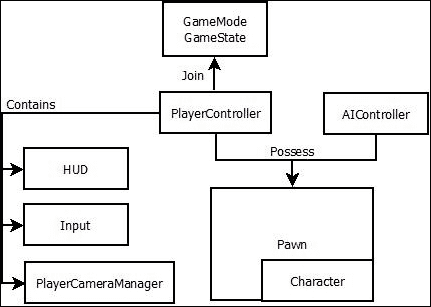 GameMode
GameState
Join
Contains
PlayerController
AIController
Possess
HUD
Input
Pawn
PlayerCameraManager
Character